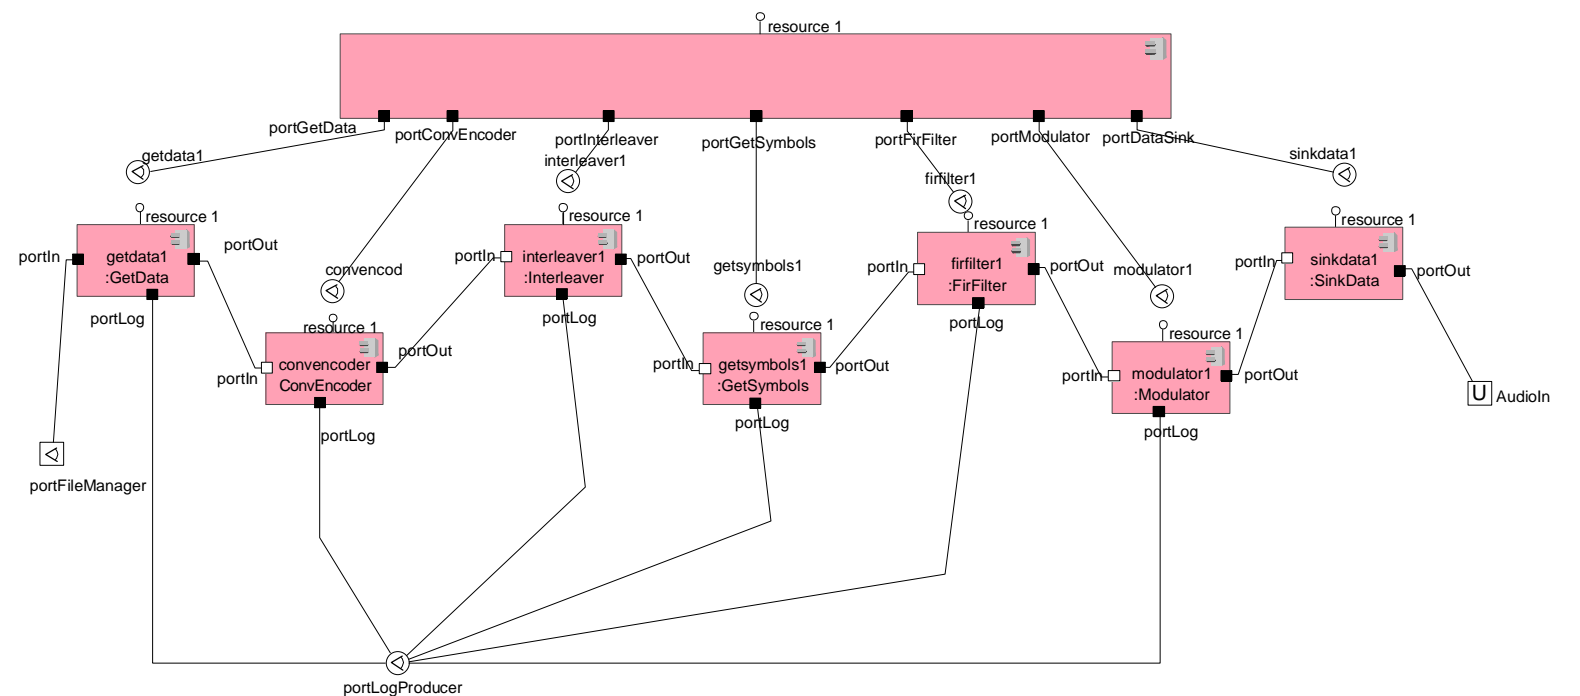 resource 1
portGetData
portConvEncoder
portInterleaver
portGetSymbols
portFirFilter
portModulator
portDataSink
getdata1
interleaver1
firfilter1
sinkdata1
resource 1
resource 1
resource 1
resource 1
portIn
getdata1
:GetData
portOut
portLog
convencod
resource 1
portIn
convencoder
ConvEncoder
portOut
portLog
portIn
interleaver1
:Interleaver
portOut
portLog
getsymbols1
resource 1
portIn
getsymbols1
:GetSymbols
portOut
portLog
portIn
firfilter1
:FirFilter
portOut
portLog
modulator1
resource 1
portIn
modulator1
:Modulator
portOut
portLog
portIn
sinkdata1
:SinkData
portOut
U AudioIn
portFileManager
portLogProducer